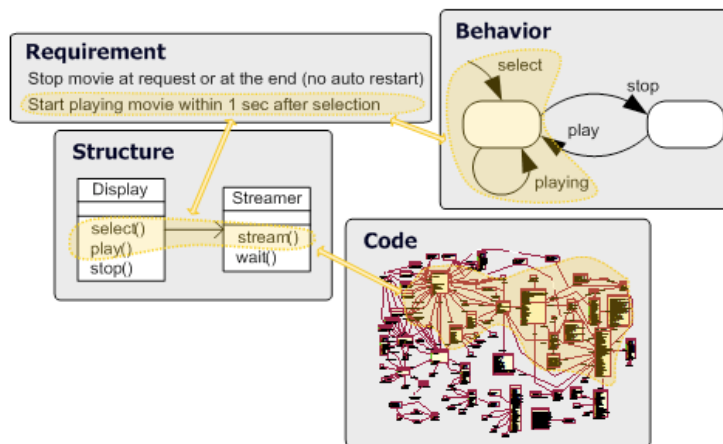 Requirement
Stop movie at request or at the end (no auto restart)
Start playing movie within 1 sec after selection
Behavior
select
stop
play
playing
Structure
Display
select()
play()
stop()
Streamer
stream()
wait()
Code